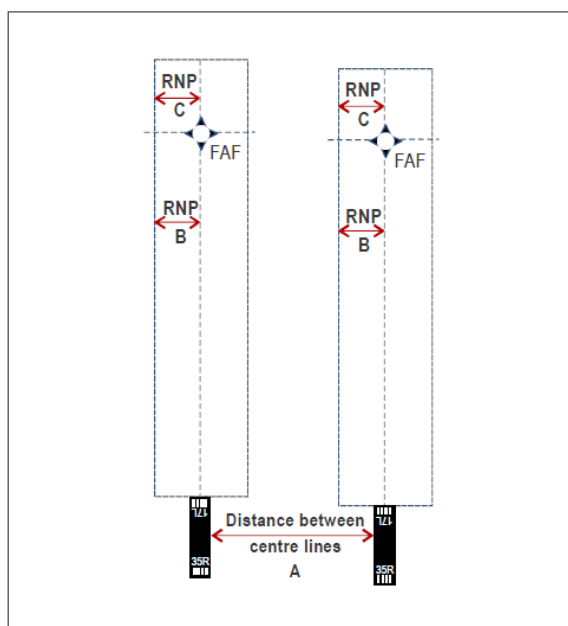 RNP
C
RNP
C
FAF
FAF
RNP
B
RNP
B
17L
17L
Distance between
centre lines
A
35R
35R